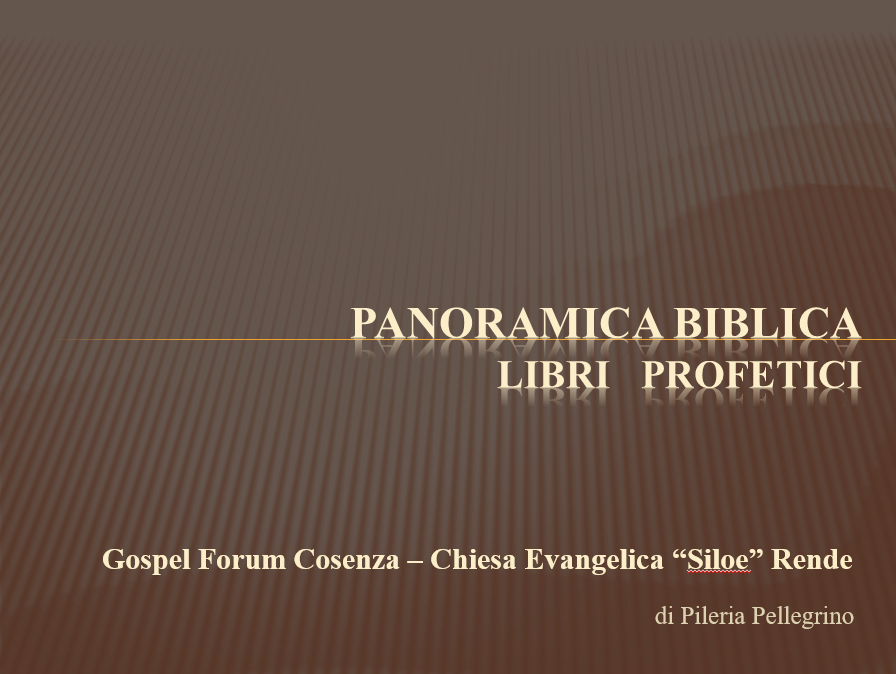 PANORAMICA BIBLICA
LIBRI PROFETICI
Gospel Forum Cosenza – Chiesa Evangelica “Siloe” Rende
di Pileria Pellegrino